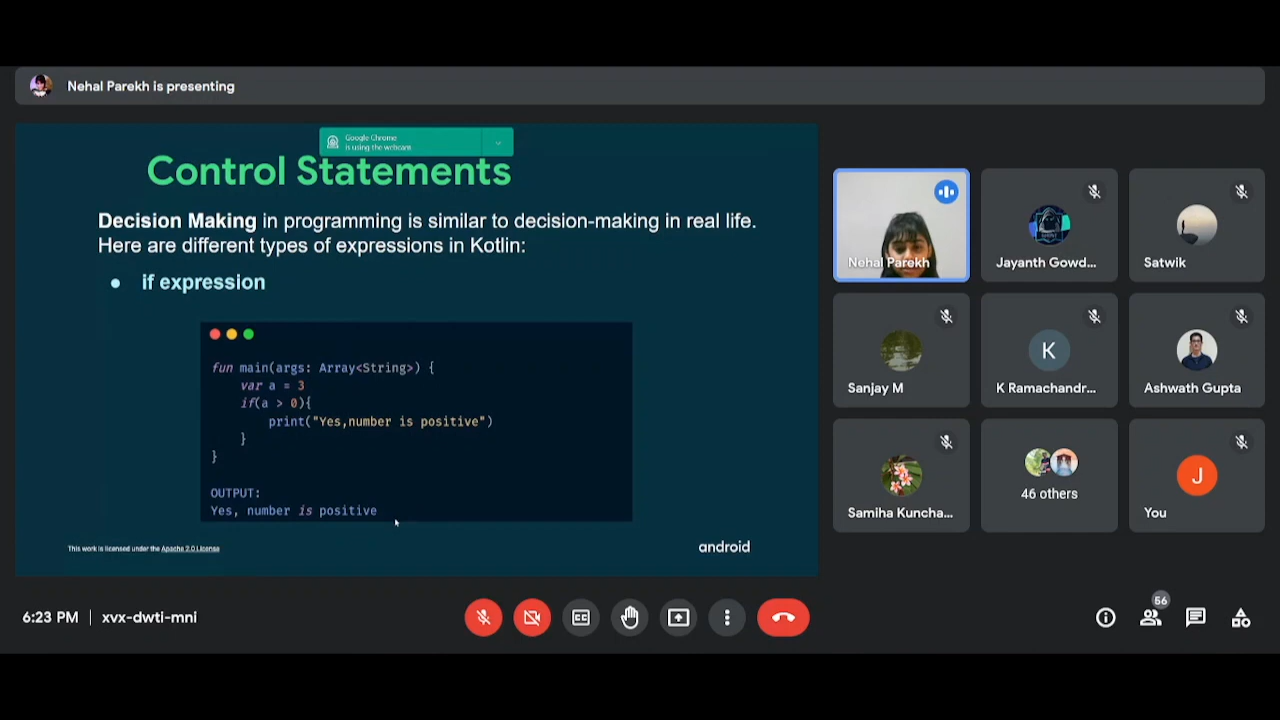 Nehal Parekh is presenting
Google Chrome
is using the webcam
Control Statements
Decision Making in programming is similar to decision-making in real life.
Here are different types of expressions in Kotlin:
● if expression
fun main(args: Array<String>) {
    var a = 3
    if(a > 0){
        print("Yes,number is positive")
    }
}
OUTPUT:
Yes, number is positive
This work is licensed under the Apache 2.0 License
android
Nehal Parekh
Jayanth Gowd...
Satwik
Sanjay M
K
K Ramachandr...
Ashwath Gupta
Samiha Kuncha...
46 others
J
You
6:23 PM | xvx-dwti-mni
CC
56